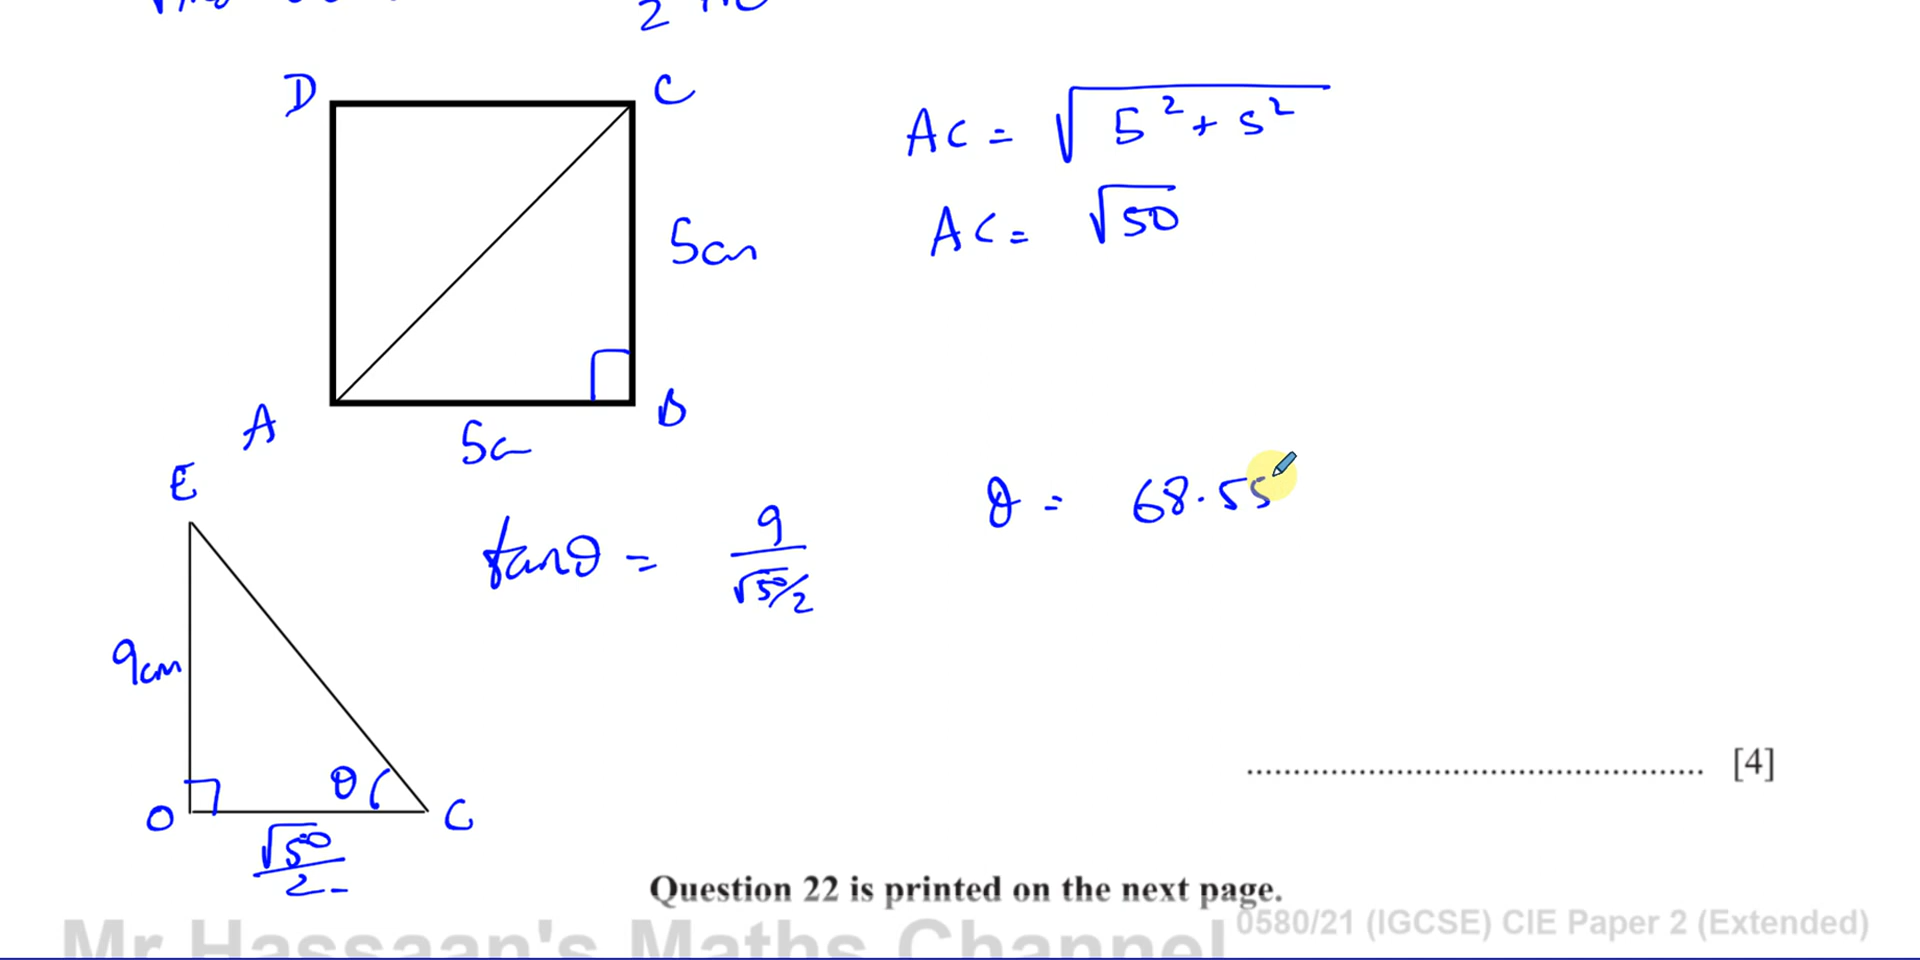 D
C
AC = √5² + 5²
AC = √50
5cm
A
5c
B
E
tanθ = 9/√50/2
θ = 68.55
9cm
θ
O
C
√50/2
[4]
Question 22 is printed on the next page.
Mr Hassaan's Maths Channel
0580/21 (IGCSE) CIE Paper 2 (Extended)